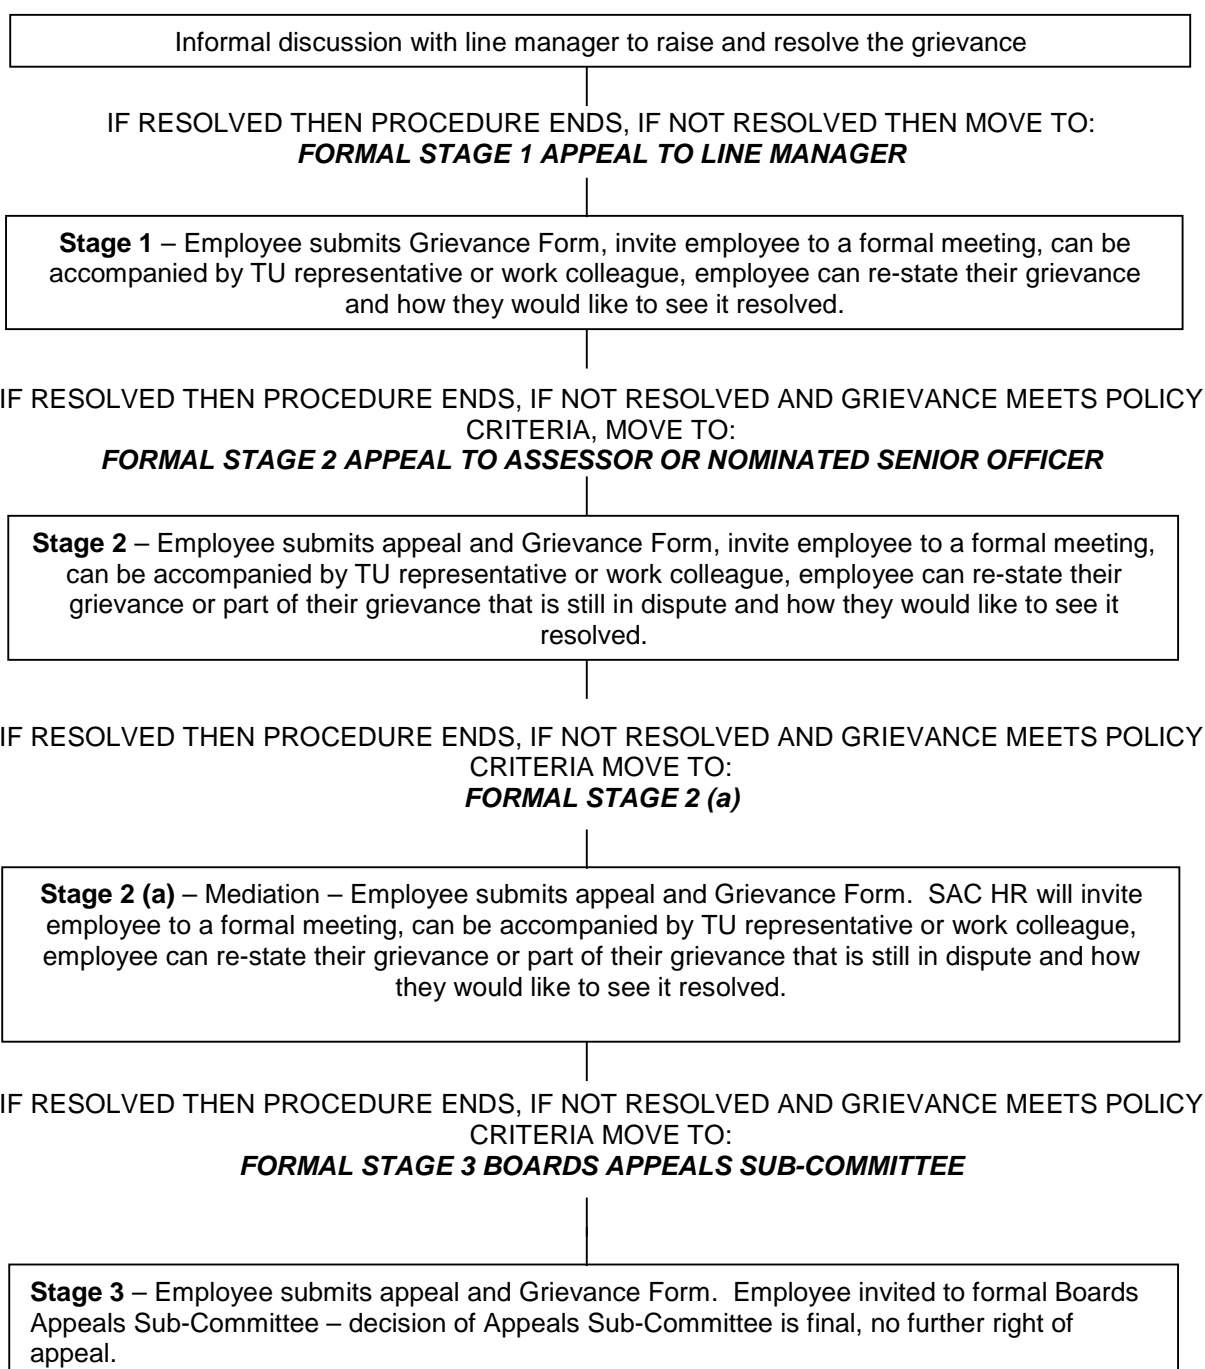 Informal discussion with line manager to raise and resolve the grievance
IF RESOLVED THEN PROCEDURE ENDS, IF NOT RESOLVED THEN MOVE TO:
FORMAL STAGE 1 APPEAL TO LINE MANAGER
Stage 1 – Employee submits Grievance Form, invite employee to a formal meeting, can be
accompanied by TU representative or work colleague, employee can re-state their grievance
and how they would like to see it resolved.
IF RESOLVED THEN PROCEDURE ENDS, IF NOT RESOLVED AND GRIEVANCE MEETS POLICY
CRITERIA, MOVE TO:
FORMAL STAGE 2 APPEAL TO ASSESSOR OR NOMINATED SENIOR OFFICER
Stage 2 – Employee submits appeal and Grievance Form, invite employee to a formal meeting,
can be accompanied by TU representative or work colleague, employee can re-state their
grievance or part of their grievance that is still in dispute and how they would like to see it
resolved.
IF RESOLVED THEN PROCEDURE ENDS, IF NOT RESOLVED AND GRIEVANCE MEETS POLICY
CRITERIA MOVE TO:
FORMAL STAGE 2 (a)
Stage 2 (a) – Mediation – Employee submits appeal and Grievance Form.  SAC HR will invite
employee to a formal meeting, can be accompanied by TU representative or work colleague,
employee can re-state their grievance or part of their grievance that is still in dispute and how
they would like to see it resolved.
IF RESOLVED THEN PROCEDURE ENDS, IF NOT RESOLVED AND GRIEVANCE MEETS POLICY
CRITERIA MOVE TO:
FORMAL STAGE 3 BOARDS APPEALS SUB-COMMITTEE
Stage 3 – Employee submits appeal and Grievance Form.  Employee invited to formal Boards
Appeals Sub-Committee – decision of Appeals Sub-Committee is final, no further right of
appeal.